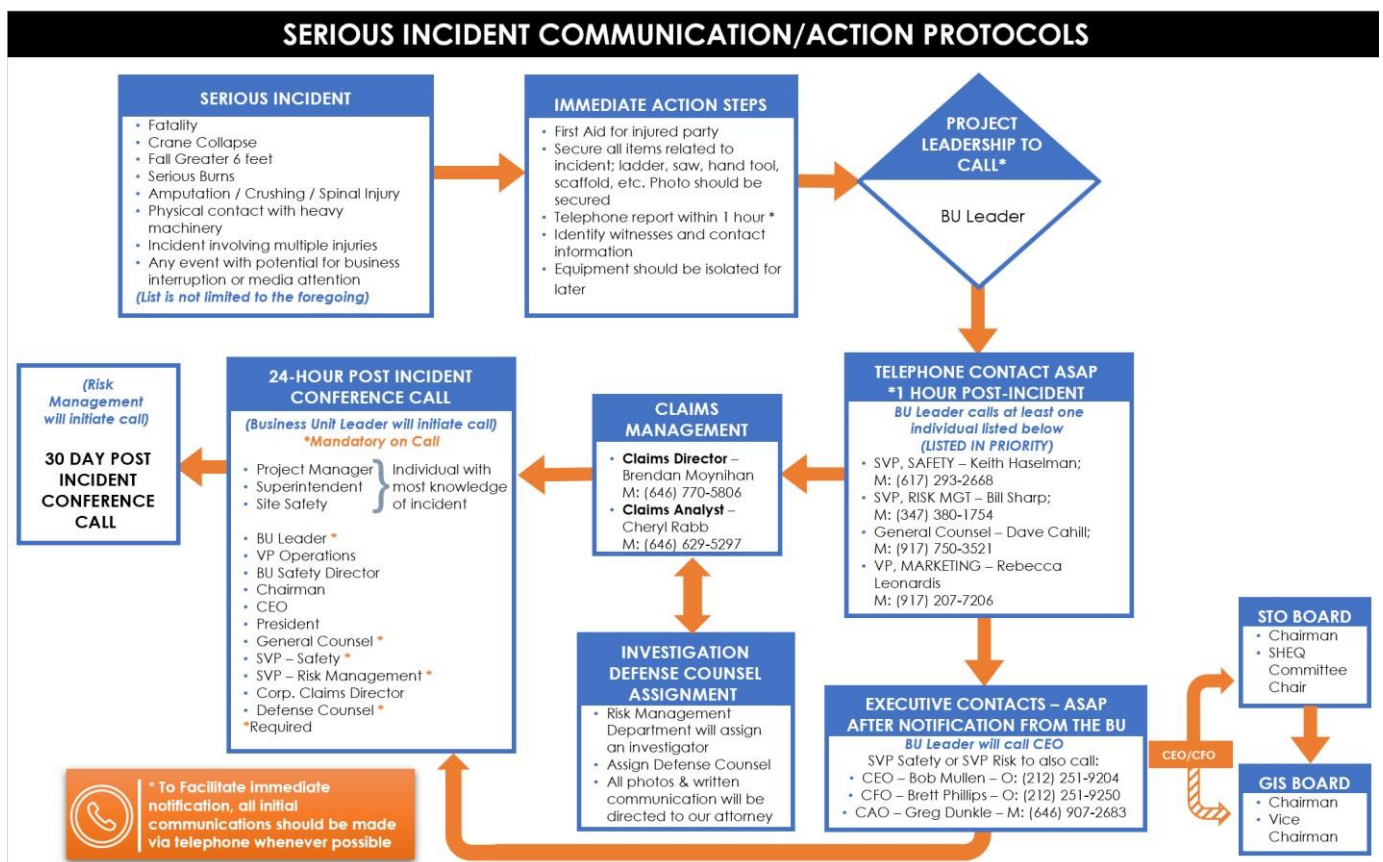 SERIOUS INCIDENT COMMUNICATION/ACTION PROTOCOLS
SERIOUS INCIDENT
• Fatality
• Crane Collapse
• Fall Greater 6 feet
• Serious Burns
• Amputation / Crushing / Spinal Injury
• Physical contact with heavy
machinery
• Incident involving multiple injuries
• Any event with potential for business
interruption or media attention
(List is not limited to the foregoing)
IMMEDIATE ACTION STEPS
• First Aid for injured party
• Secure all items related to
incident; ladder, saw, hand tool,
scaffold, etc. Photo should be
secured
• Telephone report within 1 hour *
• Identify witnesses and contact
information
• Equipment should be isolated for
later
PROJECT
LEADERSHIP TO
CALL*
BU Leader
TELEPHONE CONTACT ASAP
*1 HOUR POST-INCIDENT
BU Leader calls at least one
individual listed below
(LISTED IN PRIORITY)
• SVP, SAFETY – Keith Haselman;
M: (617) 293-2668
• SVP, RISK MGT – Bill Sharp;
M: (347) 380-1754
• General Counsel – Dave Cahill;
M: (917) 750-3521
• VP, MARKETING – Rebecca
Leonardis
M: (917) 207-7206
CLAIMS
MANAGEMENT
• Claims Director –
Brendan Moynihan
M: (646) 770-5806
• Claims Analyst –
Cheryl Rabb
M: (646) 629-5297
24-HOUR POST INCIDENT
CONFERENCE CALL
(Business Unit Leader will initiate call)
*Mandatory on Call
• Project Manager
• Superintendent
• Site Safety
Individual with
most knowledge
of incident
• BU Leader *
• VP Operations
• BU Safety Director
• Chairman
• CEO
• President
• General Counsel *
• SVP – Safety *
• SVP – Risk Management *
• Corp. Claims Director
• Defense Counsel *
*Required
(Risk
Management
will initiate call)
30 DAY POST
INCIDENT
CONFERENCE
CALL
INVESTIGATION
DEFENSE COUNSEL
ASSIGNMENT
• Risk Management
Department will assign
an investigator
• Assign Defense Counsel
• All photos & written
communication will be
directed to our attorney
EXECUTIVE CONTACTS – ASAP
AFTER NOTIFICATION FROM THE BU
BU Leader will call CEO
SVP Safety or SVP Risk to also call:
• CEO – Bob Mullen – O: (212) 251-9204
• CFO – Brett Phillips – O: (212) 251-9250
• CAO – Greg Dunkle – M: (646) 907-2683
CEO/CFO
STO BOARD
• Chairman
• SHEQ
Committee
Chair
GIS BOARD
• Chairman
• Vice
Chairman
* To Facilitate immediate
notification, all initial
communications should be made
via telephone whenever possible